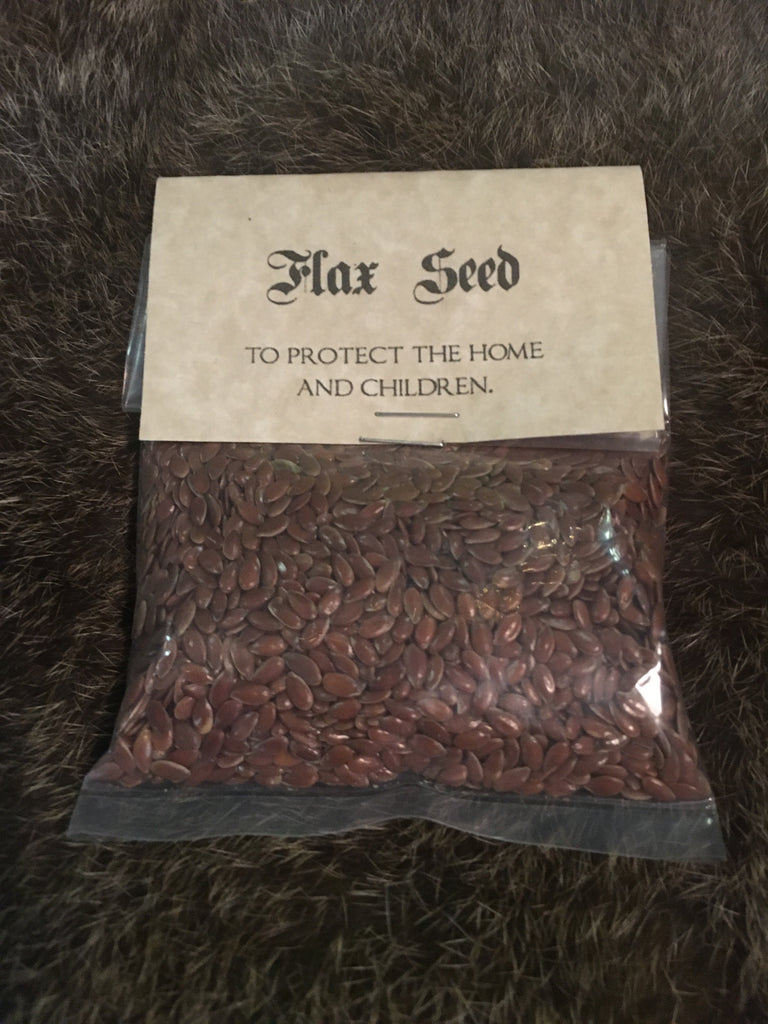 Flax Seed
TO PROTECT THE HOME
AND CHILDREN.